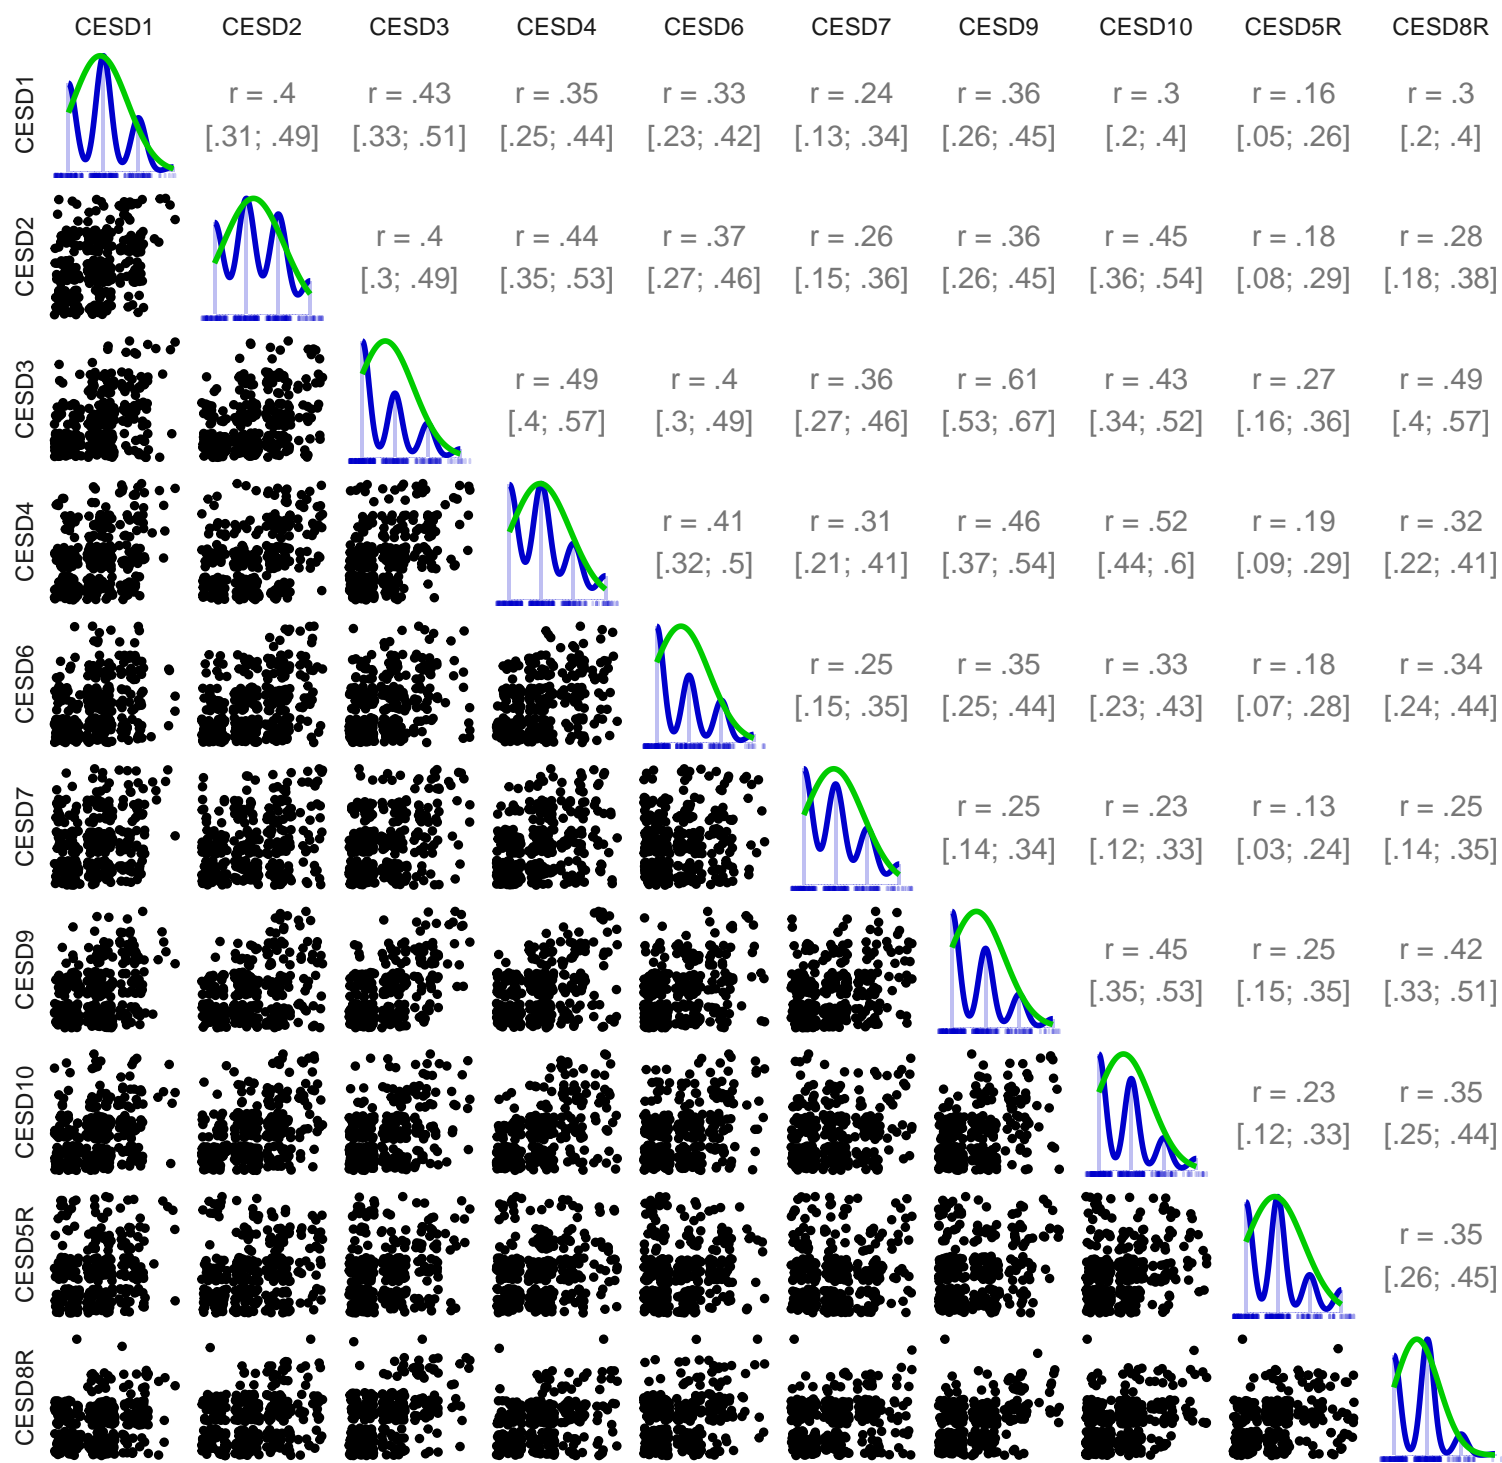 CESD1 CESD2 CESD3 CESD4 CESD6 CESD7 CESD9 CESD10 CESD5R CESD8R
CESD1
r = .4 r = .43 r = .35 r = .33 r = .24 r = .36 r = .3 r = .16 r = .3
[.31; .49] [.33; .51] [.25; .44] [.23; .42] [.13; .34] [.26; .45] [.2; .4] [.05; .26] [.2; .4]
CESD2
r = .4 r = .44 r = .37 r = .26 r = .36 r = .45 r = .18 r = .28
[.3; .49] [.35; .53] [.27; .46] [.15; .36] [.26; .45] [.36; .54] [.08; .29] [.18; .38]
CESD3
r = .49 r = .4 r = .36 r = .61 r = .43 r = .27 r = .49
[.4; .57] [.3; .49] [.27; .46] [.53; .67] [.34; .52] [.16; .36] [.4; .57]
CESD4
r = .41 r = .31 r = .46 r = .52 r = .19 r = .32
[.32; .5] [.21; .41] [.37; .54] [.44; .6] [.09; .29] [.22; .41]
CESD6
r = .25 r = .35 r = .33 r = .18 r = .34
[.15; .35] [.25; .44] [.23; .43] [.07; .28] [.24; .44]
CESD7
r = .25 r = .23 r = .13 r = .25
[.14; .34] [.12; .33] [.03; .24] [.14; .35]
CESD9
r = .45 r = .25 r = .42
[.35; .53] [.15; .35] [.33; .51]
CESD10
r = .23 r = .35
[.12; .33] [.25; .44]
CESD5R
r = .35
[.26; .45]
CESD8R